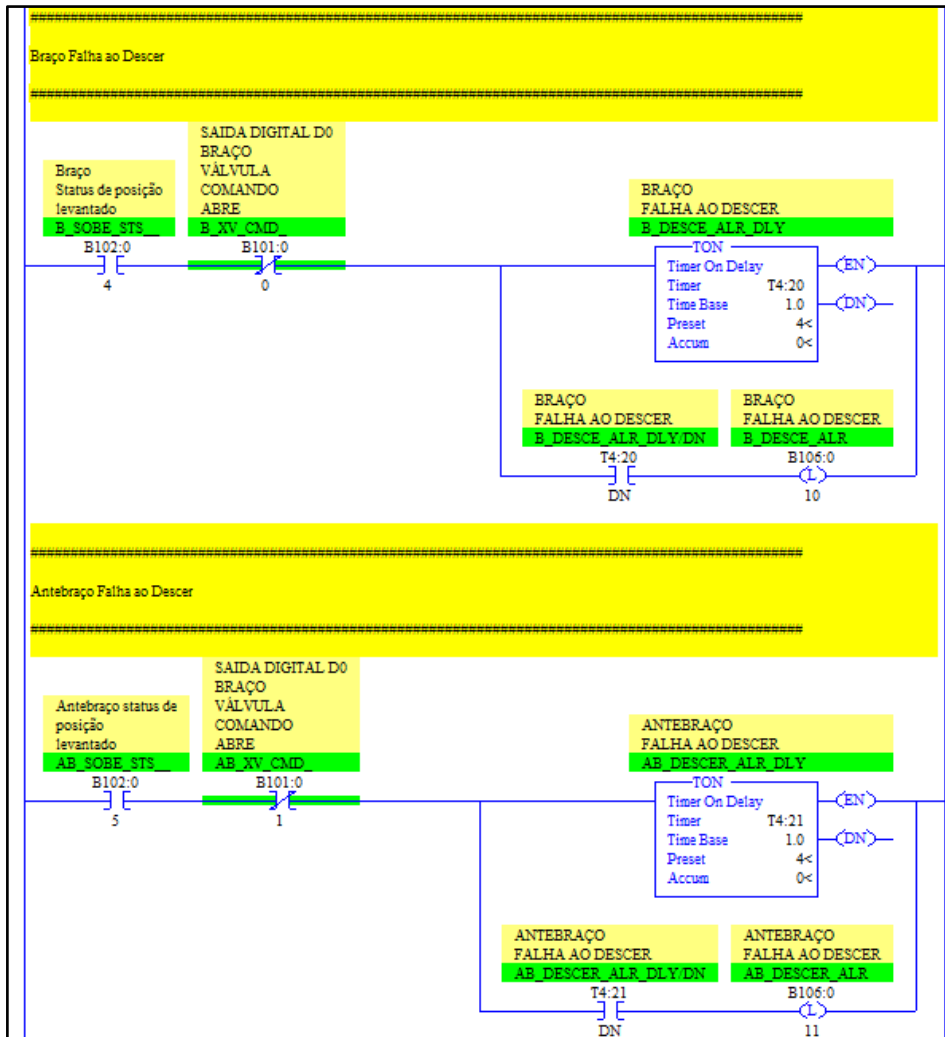 ################################################################################
Braço Falha ao Descer
################################################################################
SAIDA DIGITAL D0
BRAÇO
VÁLVULA
COMANDO
ABRE
B_XV_CMD_
B101:0
0
Braço
Status de posição
levantado
B_SOBE_STS__
B102:0
4
BRAÇO
FALHA AO DESCER
B_DESCE_ALR_DLY
TON
Timer On Delay
Timer T4:20
Time Base 1.0
Preset 4<
Accum 0<
EN
DN
BRAÇO
FALHA AO DESCER
B_DESCE_ALR_DLY/DN
T4:20
DN
BRAÇO
FALHA AO DESCER
B_DESCE_ALR
B106:0
L
10
################################################################################
Antebraço Falha ao Descer
################################################################################
SAIDA DIGITAL D0
BRAÇO
VÁLVULA
COMANDO
ABRE
AB_XV_CMD_
B101:0
1
Antebraço status de
posição
levantado
AB_SOBE_STS__
B102:0
5
ANTEBRAÇO
FALHA AO DESCER
AB_DESCER_ALR_DLY
TON
Timer On Delay
Timer T4:21
Time Base 1.0
Preset 4<
Accum 0<
EN
DN
ANTEBRAÇO
FALHA AO DESCER
AB_DESCER_ALR_DLY/DN
T4:21
DN
ANTEBRAÇO
FALHA AO DESCER
AB_DESCER_ALR
B106:0
L
11